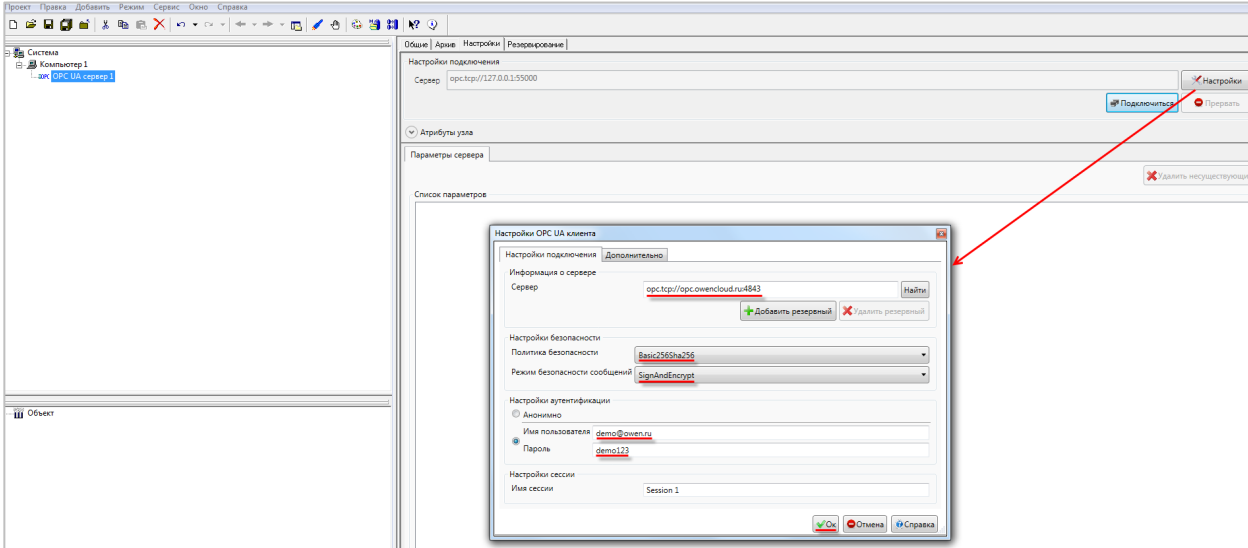 Проект Правка Добавить Режим Сервис Окно Справка
Система
Компьютер 1
OPC OPC UA сервер 1
Объект
Общие Архив Настройки Резервирование
Настройки подключения
Сервер opc.tcp://127.0.0.1:55000 Настройки
Подключиться Прервать
Атрибуты узла
Параметры сервера
Удалить несуществующи
Список параметров
Настройки OPC UA клиента
Настройки подключения Дополнительно
Информация о сервере
Сервер opc.tcp://opc.owencloud.ru:4843 Найти
Добавить резервный Удалить резервный
Настройки безопасности
Политика безопасности Basic256Sha256
Режим безопасности сообщений SignAndEncrypt
Настройки аутентификации
Анонимно
Имя пользователя demo@owen.ru
Пароль demo123
Настройки сессии
Имя сессии Session 1
Ok Отмена Справка